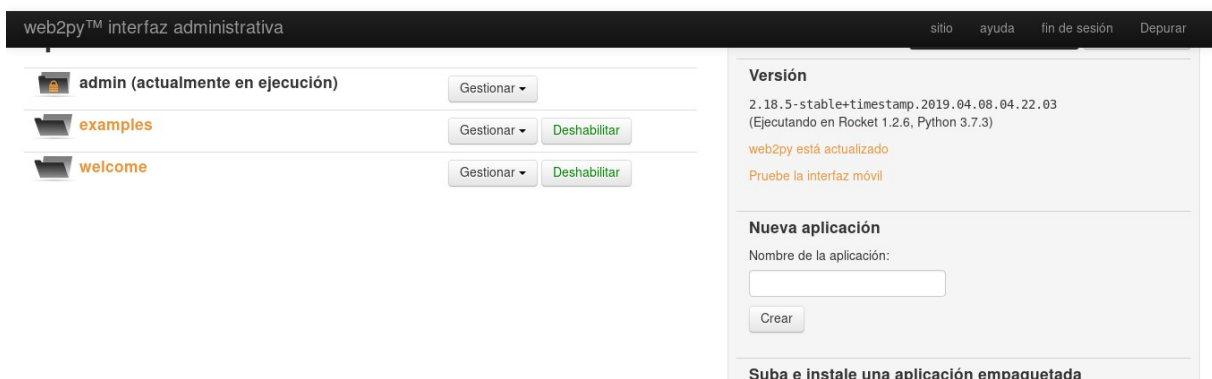 web2py™ interfaz administrativa
sitio ayuda fin de sesión Depurar
admin (actualmente en ejecución)
Gestionar
examples
Gestionar Deshabilitar
welcome
Gestionar Deshabilitar
Versión
2.18.5-stable+timestamp.2019.04.08.04.22.03
(Ejecutando en Rocket 1.2.6, Python 3.7.3)
web2py está actualizado
Pruebe la interfaz móvil
Nueva aplicación
Nombre de la aplicación:
Crear
Suba e instale una aplicación empaquetada